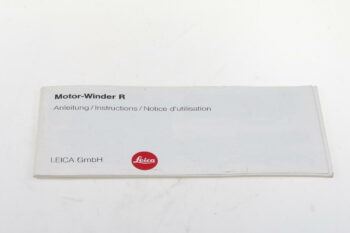 Motor-Winder R
Anleitung / Instructions / Notice d'utilisation
LEICA GmbH
Leica